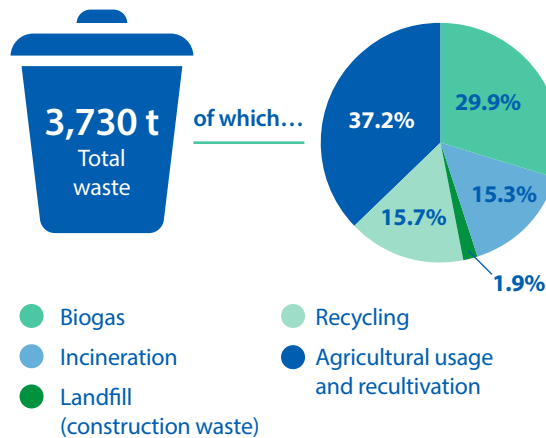 3,730 t
Total
waste
of which…
37.2%
29.9%
15.3%
15.7%
1.9%
Biogas
Incineration
Landfill
(construction waste)
Recycling
Agricultural usage
and recultivation